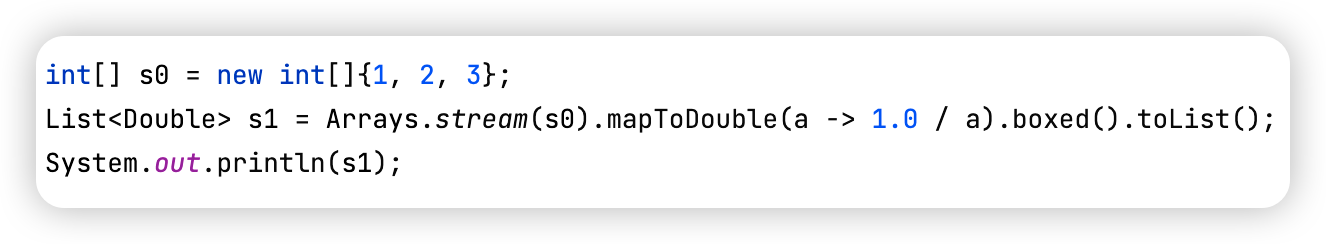 int[] s0 = new int[]{1, 2, 3};
List<Double> s1 = Arrays.stream(s0).mapToDouble(a -> 1.0 / a).boxed().toList();
System.out.println(s1);